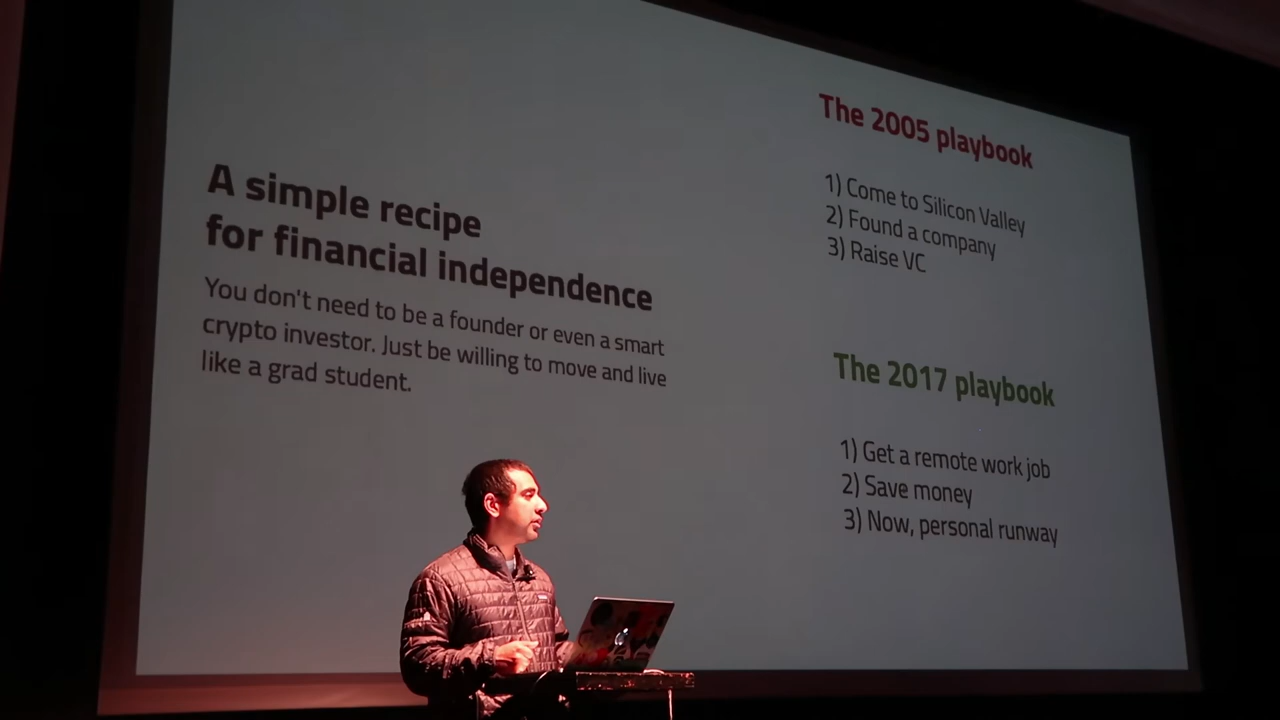 A simple recipe
for financial independence
You don't need to be a founder or even a smart
crypto investor. Just be willing to move and live
like a grad student.
The 2005 playbook
1) Come to Silicon Valley
2) Found a company
3) Raise VC
The 2017 playbook
1) Get a remote work job
2) Save money
3) Now, personal runway